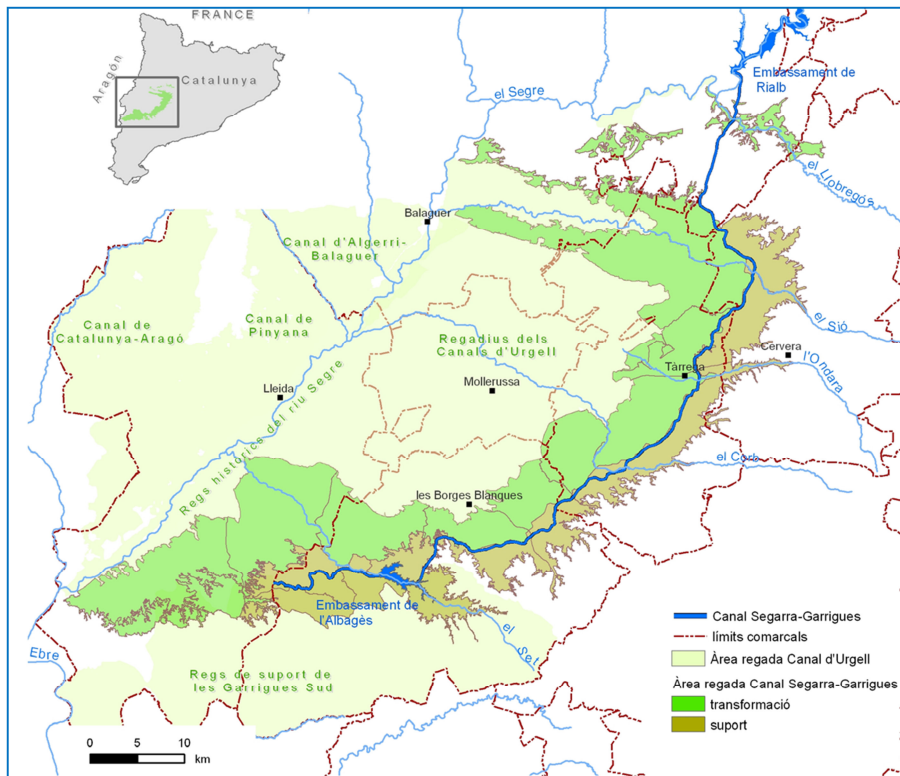 FRANCE
Aragón
Catalunya
Embassament de
Rialb
el Segre
el Llobregós
Balaguer
Canal d'Algerri-
Balaguer
Canal de
Pinyana
Canal de
Catalunya-Aragó
Regadius dels
Canals d'Urgell
el Sió
Cervera
l'Ondara
Tàrrega
Mollerussa
Lleida
Regs històrics del riu Segre
el Corb
les Borges Blanques
Embassament de
l'Albagès
el Set
Ebre
Regs de suport de
les Garrigues Sud
Canal Segarra-Garrigues
límits comarcals
Àrea regada Canal d'Urgell
Àrea regada Canal Segarra-Garrigues
transformació
suport
0 5 10
km